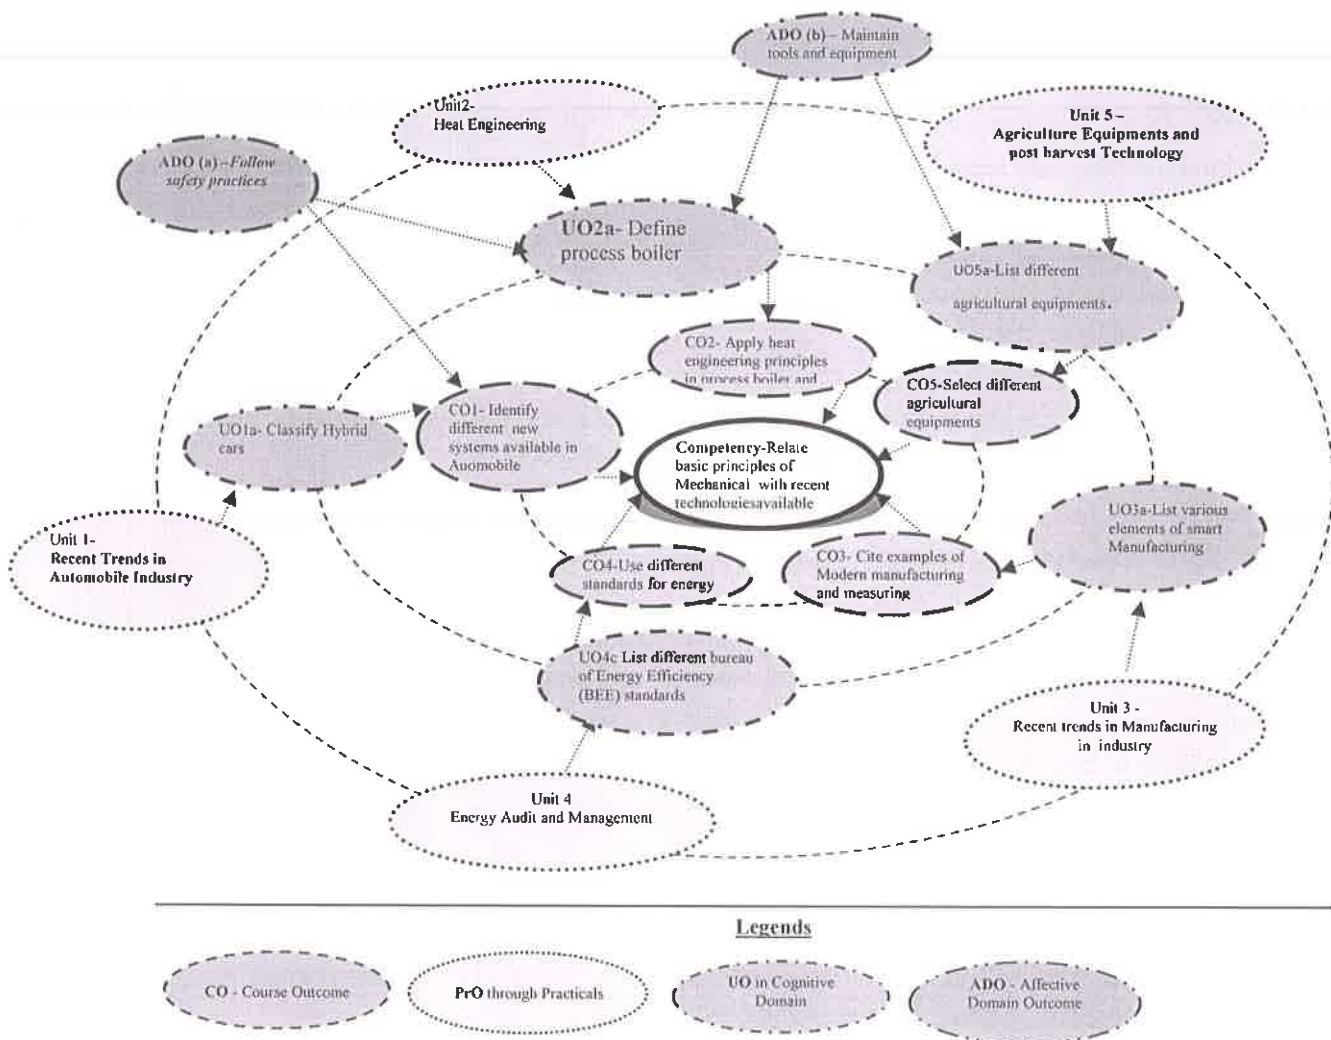 ADO (b) – Maintain
tools and equipment
Unit2-
Heat Engineering
Unit 5 –
Agriculture Equipments and
post harvest Technology
ADO (a) –Follow
safety practices
UO2a- Define
process boiler
UO5a-List different
agricultural equipments.
CO2- Apply heat
engineering principles
in process boiler and
CO5-Select different
agricultural
equipments
UO1a- Classify Hybrid
cars
CO1- Identify
different new
systems available in
Auomobile
Competency-Relate
basic principles of
Mechanical with recent
technologiesavailable
UO3a-List various
elements of smart
Manufacturing
Unit 1-
Recent Trends in
Automobile Industry
CO4-Use different
standards for energy
CO3- Cite examples of
Modern manufacturing
and measuring
UO4c List different bureau
of Energy Efficiency
(BEE) standards
Unit 3 -
Recent trends in Manufacturing
in industry
Unit 4
Energy Audit and Management
Legends
CO - Course Outcome
PrO through Practicals
UO in Cognitive
Domain
ADO - Affective
Domain Outcome